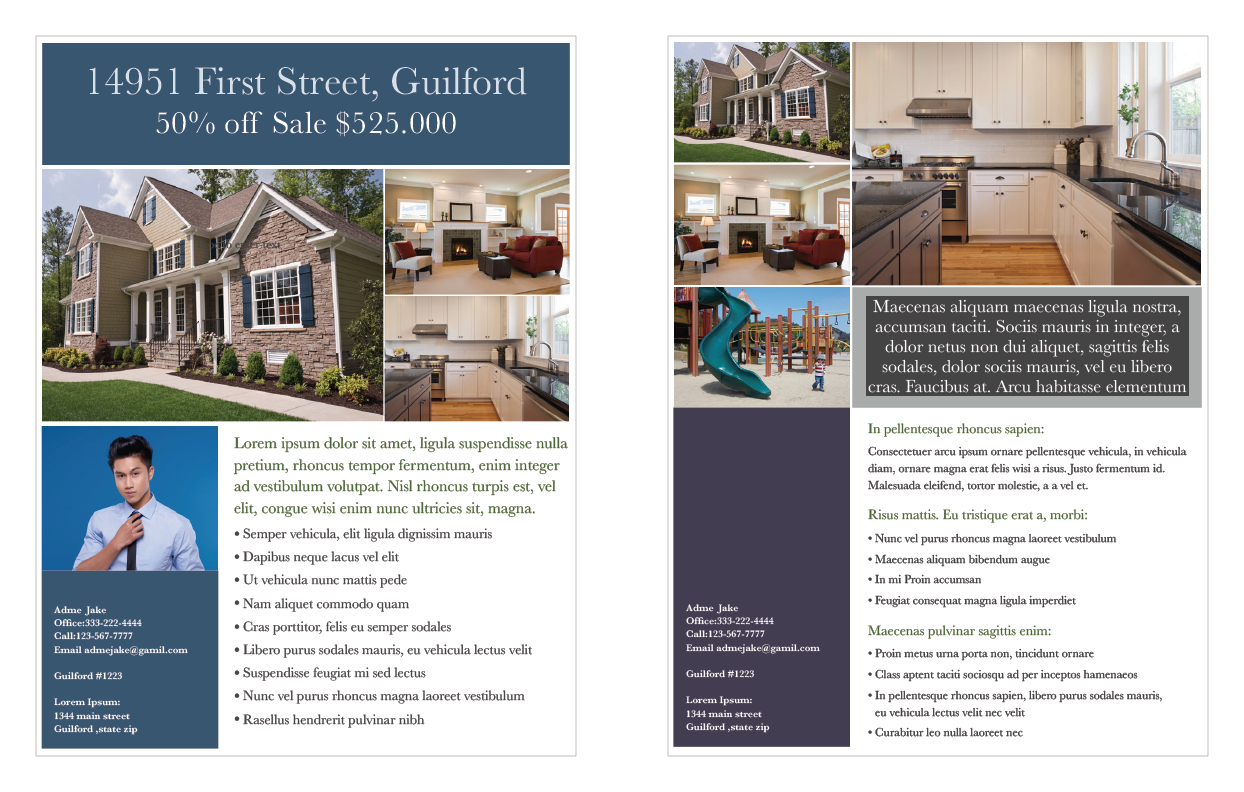 14951 First Street, Guilford
50% off Sale $525.000
Lorem ipsum dolor sit amet, ligula suspendisse nulla
pretium, rhoncus tempor fermentum, enim integer
ad vestibulum volutpat. Nisl rhoncus turpis est, vel
elit, congue wisi enim nunc ultricies sit, magna.
• Semper vehicula, elit ligula dignissim mauris
• Dapibus neque lacus vel elit
• Ut vehicula nunc mattis pede
• Nam aliquet commodo quam
• Cras porttitor, felis eu semper sodales
• Libero purus sodales mauris, eu vehicula lectus velit
• Suspendisse feugiat mi sed lectus
• Nunc vel purus rhoncus magna laoreet vestibulum
• Rasellus hendrerit pulvinar nibh
Adme Jake
Office:333-222-4444
Call:123-567-7777
Email admejake@gamil.com
Guilford #1223
Lorem Ipsum:
1344 main street
Guilford ,state zip
Maecenas aliquam maecenas ligula nostra,
accumsan taciti. Sociis mauris in integer, a
dolor netus non dui aliquet, sagittis felis
sodales, dolor sociis mauris, vel eu libero
cras. Faucibus at. Arcu habitasse elementum
In pellentesque rhoncus sapien:
Consectetuer arcu ipsum ornare pellentesque vehicula, in vehicula
diam, ornare magna erat felis wisi a risus. Justo fermentum id.
Malesuada eleifend, tortor molestie, a a vel et.
Risus mattis. Eu tristique erat a, morbi:
• Nunc vel purus rhoncus magna laoreet vestibulum
• Maecenas aliquam bibendum augue
• In mi Proin accumsan
• Feugiat consequat magna ligula imperdiet
Maecenas pulvinar sagittis enim:
• Proin metus urna porta non, tincidunt ornare
• Class aptent taciti sociosqu ad per inceptos hamenaeos
• In pellentesque rhoncus sapien, libero purus sodales mauris,
eu vehicula lectus velit nec velit
• Curabitur leo nulla laoreet nec
Adme Jake
Office:333-222-4444
Call:123-567-7777
Email admejake@gamil.com
Guilford #1223
Lorem Ipsum:
1344 main street
Guilford ,state zip